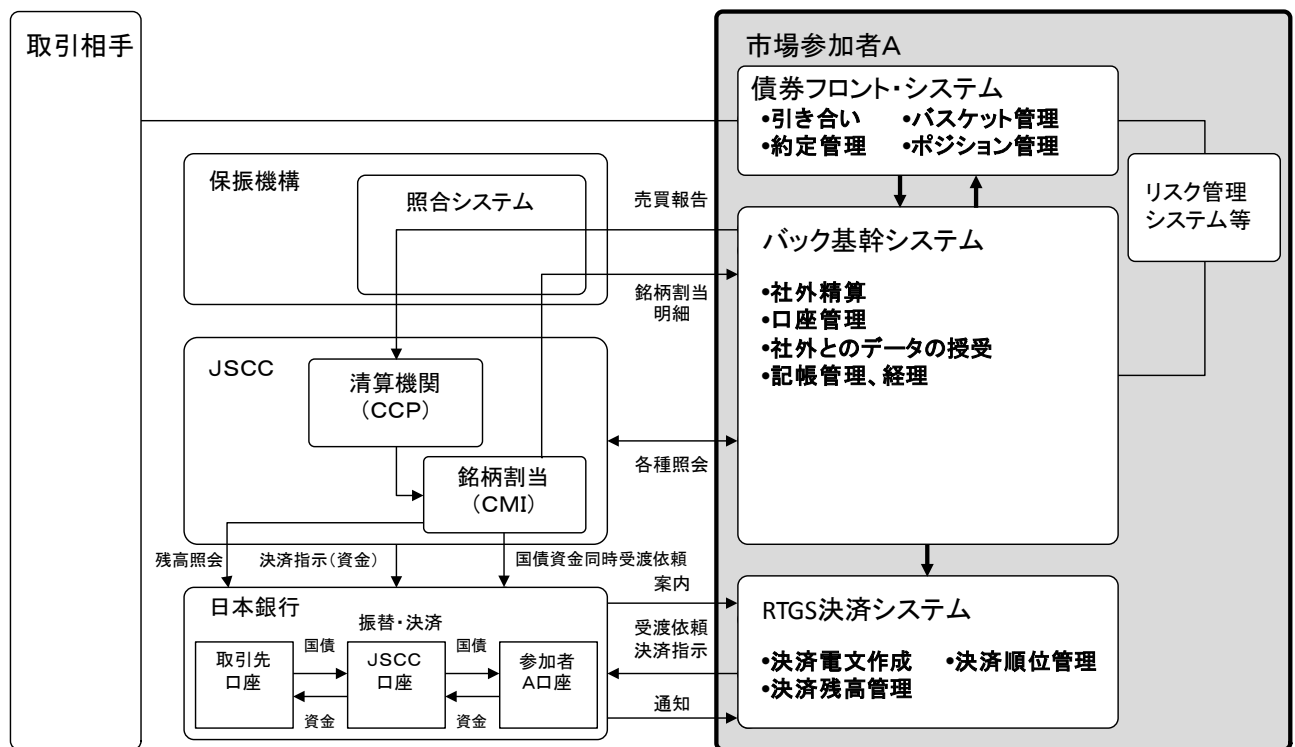 取引相手
市場参加者A
債券フロント・システム
•引き合い •バスケット管理
•約定管理 •ポジション管理
リスク管理
システム等
保振機構
照合システム
売買報告
バック基幹システム
•社外精算
•口座管理
•社外とのデータの授受
•記帳管理、経理
銘柄割当
明細
JSCC
清算機関
（CCP）
各種照会
銘柄割当
（CMI）
残高照会
決済指示（資金）
国債資金同時受渡依頼
案内
日本銀行
振替・決済
国債
国債
取引先
口座
JSCC
口座
参加者
A口座
資金
資金
受渡依頼
決済指示
通知
RTGS決済システム
•決済電文作成 •決済順位管理
•決済残高管理